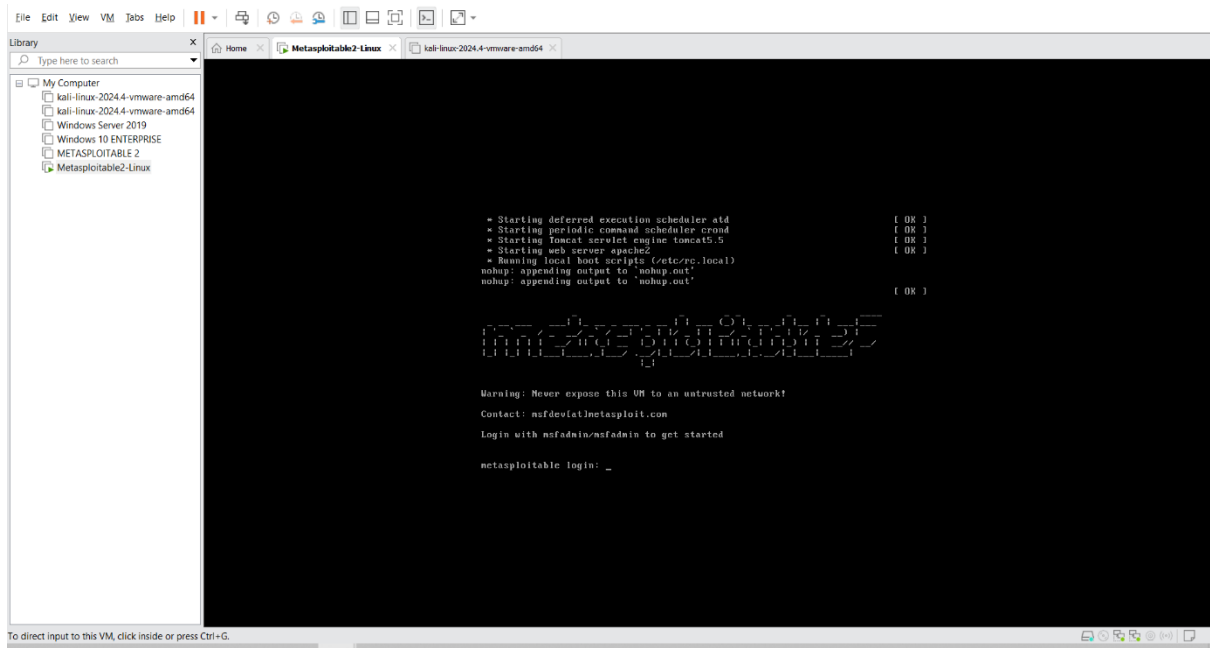 File Edit View VM Tabs Help
Library
Type here to search
My Computer
kali-linux-2024.4-vmware-amd64
kali-linux-2024.4-vmware-amd64
Windows Server 2019
Windows 10 ENTERPRISE
METASPLOITABLE 2
Metasploitable2-Linux
Home Metasploitable2-Linux kali-linux-2024.4-vmware-amd64
* Starting deferred execution scheduler atd [ OK ]
* Starting periodic command scheduler crond [ OK ]
* Starting Tomcat servlet engine tomcat5.5 [ OK ]
* Starting web server apache2 [ OK ]
* Running local boot scripts (/etc/rc.local)
nohup: appending output to `nohup.out'
nohup: appending output to `nohup.out'
[ OK ]
metasploitable2
Warning: Never expose this VM to an untrusted network!
Contact: msfdev[at]metasploit.com
Login with msfadmin/msfadmin to get started
metasploitable login: _
To direct input to this VM, click inside or press Ctrl+G.